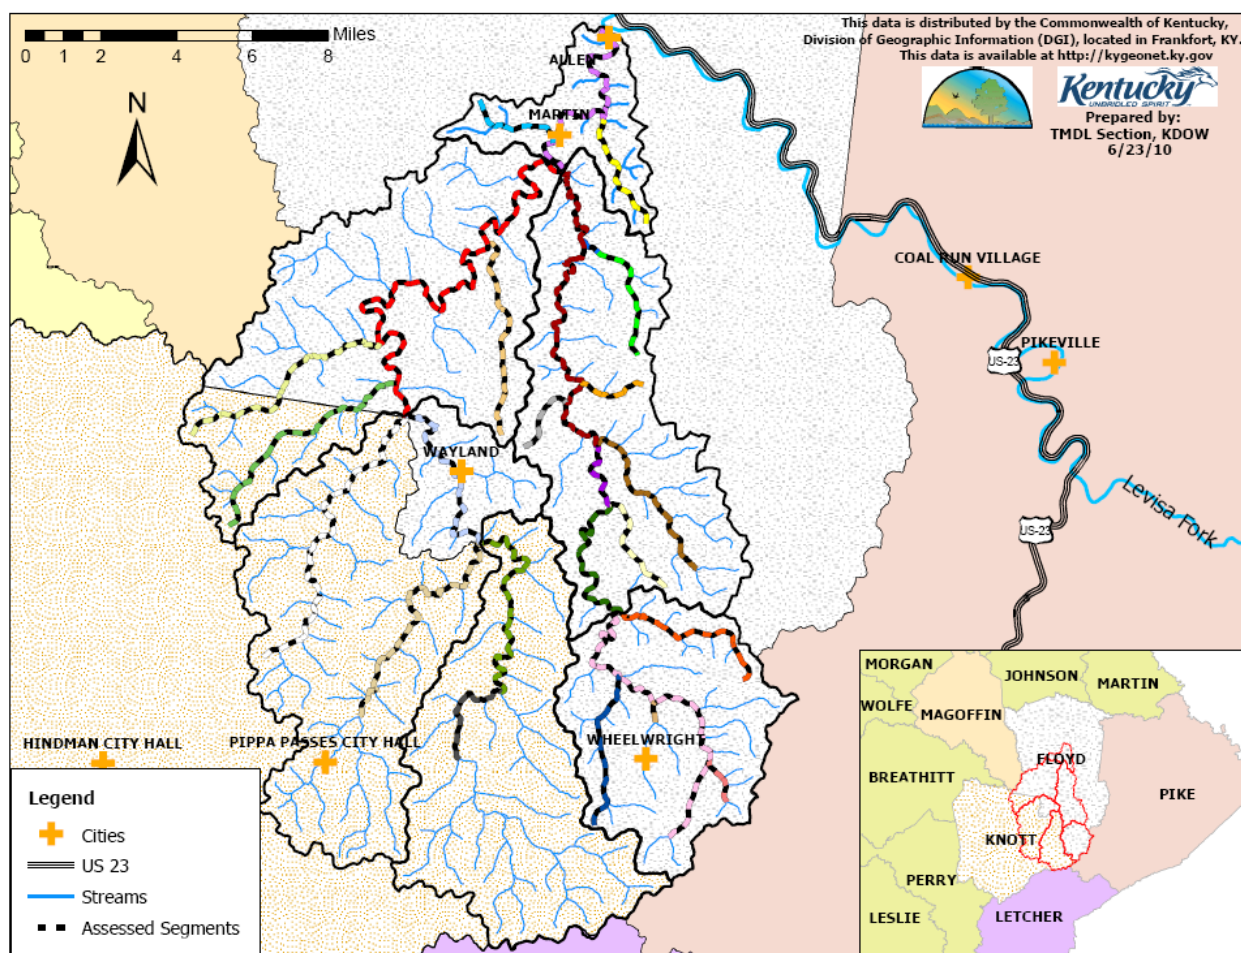 This data is distributed by the Commonwealth of Kentucky,
Division of Geographic Information (DGI), located in Frankfort, KY.
This data is available at http://kygeonet.ky.gov
Kentucky
UNBRIDLED SPIRIT
Prepared by:
TMDL Section, KDOW
6/23/10
Miles
0 1 2 4 6 8
N
ALLEN
MARTIN
COAL RUN VILLAGE
PIKEVILLE
US-23
WAYLAND
Levisa Fork
US-23
WHEELWRIGHT
HINDMAN CITY HALL
PIPPA PASSES CITY HALL
Legend
Cities
US 23
Streams
Assessed Segments
MORGAN
JOHNSON
MARTIN
WOLFE
MAGOFFIN
FLOYD
BREATHITT
PIKE
KNOTT
PERRY
LESLIE
LETCHER